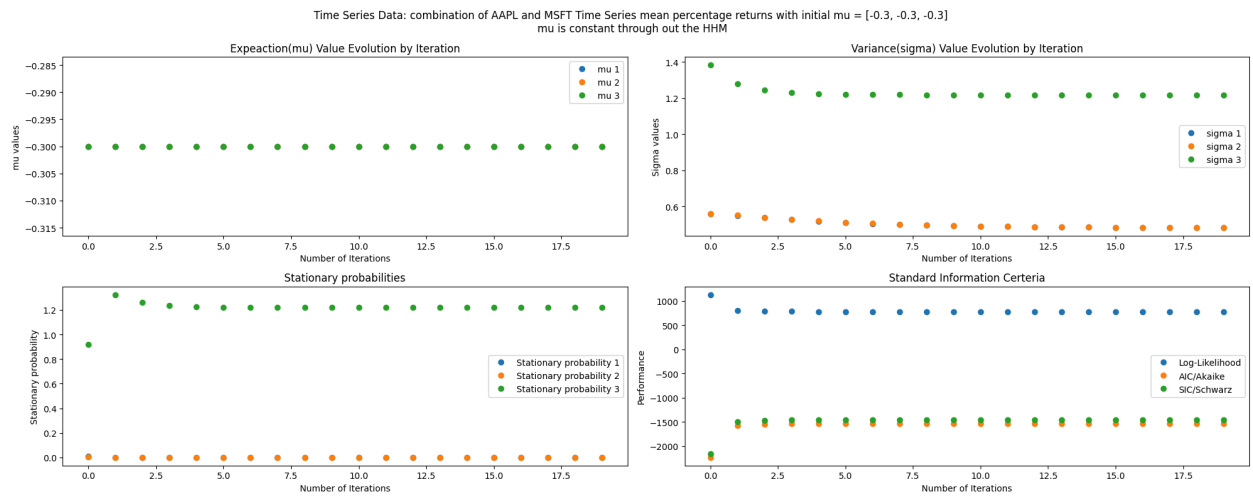 Time Series Data: combination of AAPL and MSFT Time Series mean percentage returns with initial mu = [-0.3, -0.3, -0.3]
mu is constant through out the HHM
Expeaction(mu) Value Evolution by Iteration
mu values
−0.285
−0.290
−0.295
−0.300
−0.305
−0.310
−0.315
mu 1
mu 2
mu 3
0.0 2.5 5.0 7.5 10.0 12.5 15.0 17.5
Number of Iterations
Variance(sigma) Value Evolution by Iteration
Sigma values
1.4
1.2
1.0
0.8
0.6
sigma 1
sigma 2
sigma 3
0.0 2.5 5.0 7.5 10.0 12.5 15.0 17.5
Number of Iterations
Stationary probabilities
Stationary probability
1.2
1.0
0.8
0.6
0.4
0.2
0.0
Stationary probability 1
Stationary probability 2
Stationary probability 3
0.0 2.5 5.0 7.5 10.0 12.5 15.0 17.5
Number of Iterations
Standard Information Certeria
Performance
1000
500
0
−500
−1000
−1500
−2000
Log-Likelihood
AIC/Akaike
SIC/Schwarz
0.0 2.5 5.0 7.5 10.0 12.5 15.0 17.5
Number of Iterations